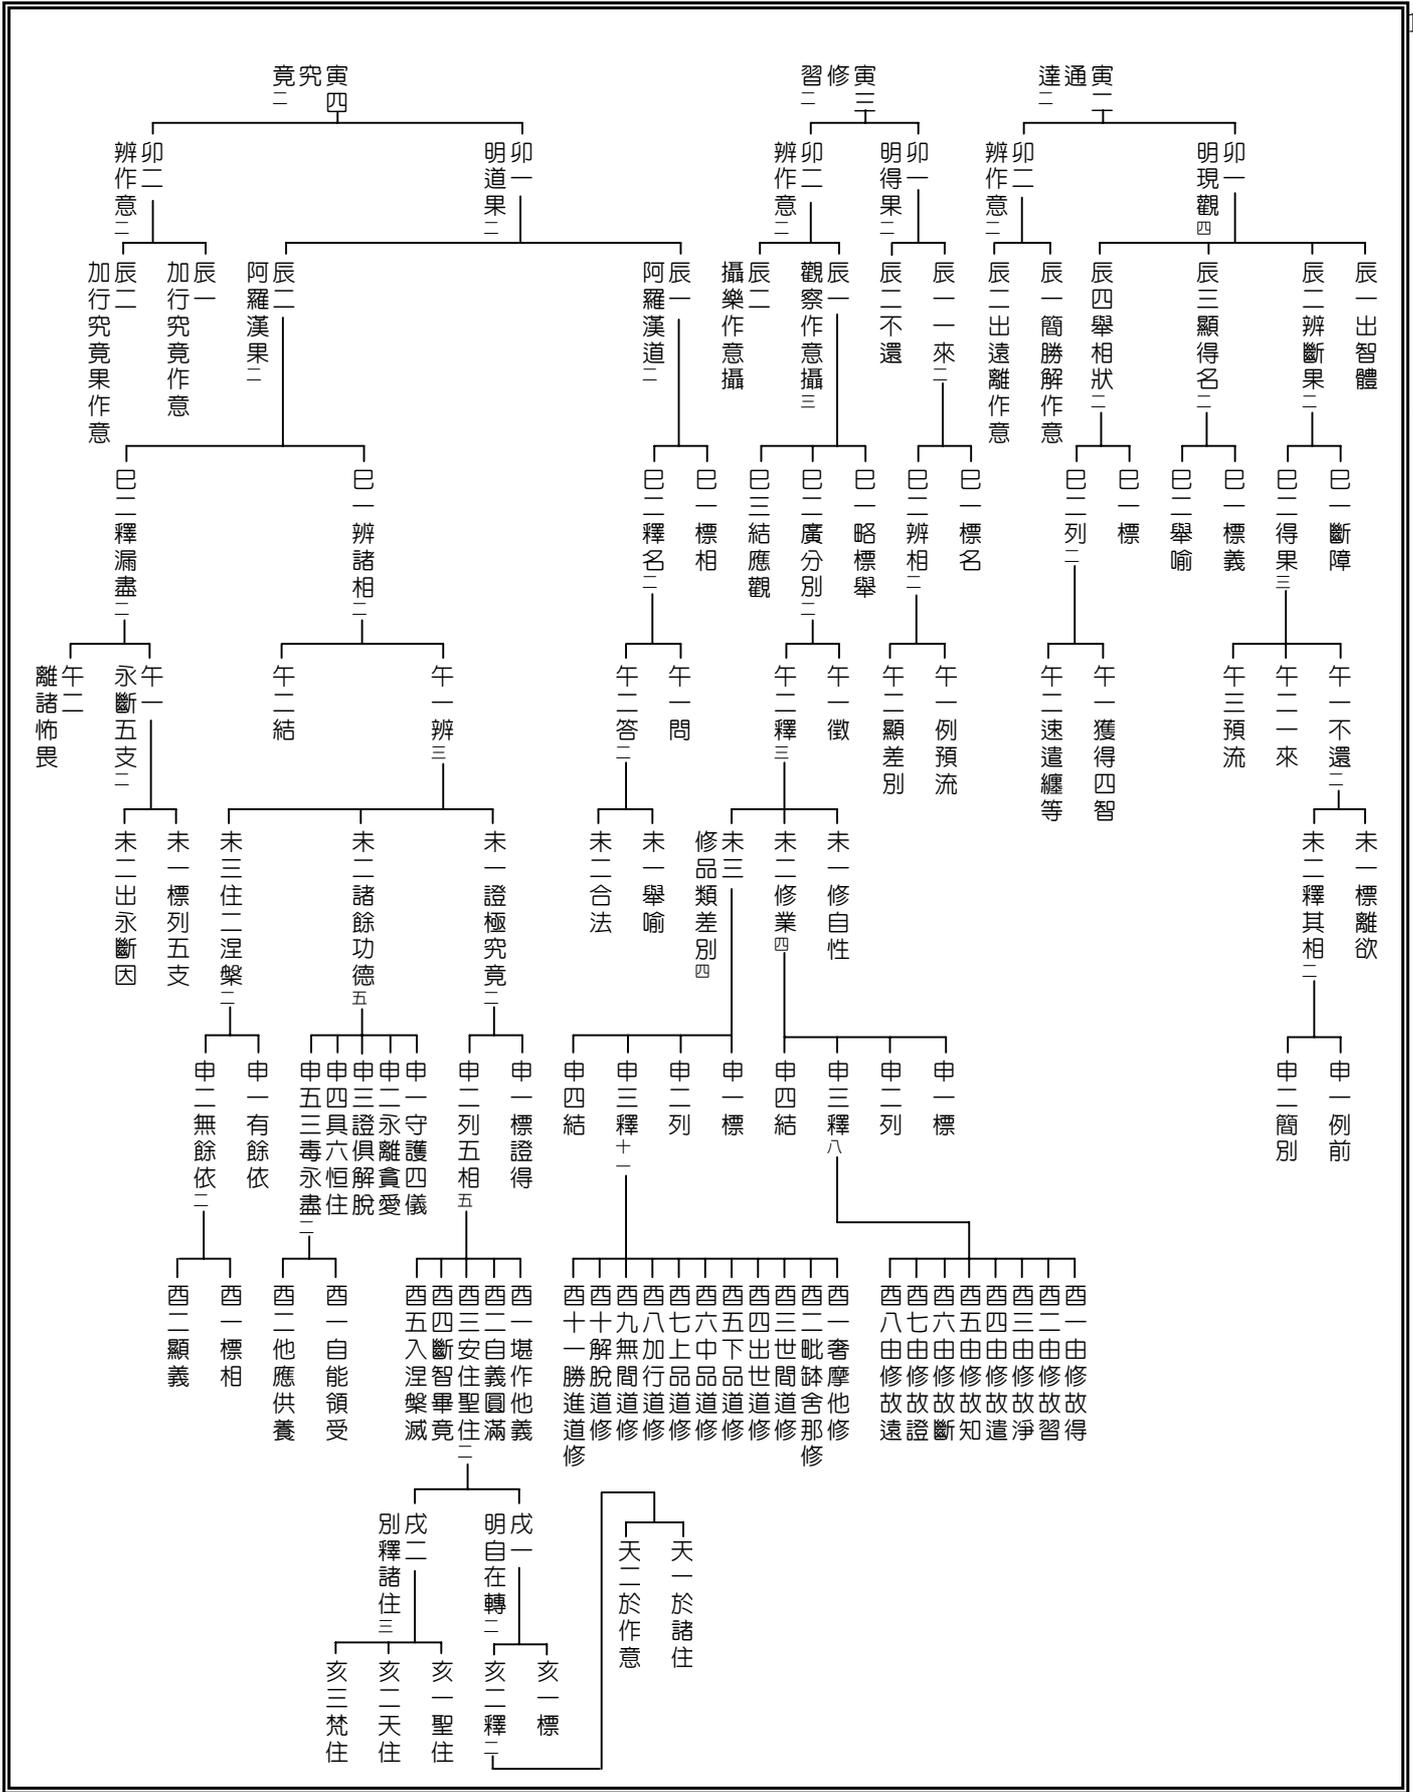 寅二通達二
卯一明現觀四
辰一出智體
辰二辨斷果二
巳一斷障
巳二得果三
午一不還二
未一標離欲
未二釋其相二
申一例前
申二簡別
午二一來
午三預流
辰三顯得名二
巳一標義
巳二舉喻
辰四舉相狀二
巳一標
巳二列二
午一獲得四智
午二速遣纏等
卯二辨作意二
辰一簡勝解作意
辰二出遠離作意
寅三修習二
卯一明得果二
辰一一來二
巳一標名
巳二辨相二
午一例預流
午二顯差別
辰二不還
卯二辨作意二
辰一觀察作意攝三
巳一略標舉
巳二廣分別二
午一徵
午二釋三
未一修自性
未二修業四
申一標
申二列
申三釋八
酉一由修故得
酉二由修故習
酉三由修故淨
酉四由修故遣
酉五由修故知
酉六由修故斷
酉七由修故證
酉八由修故遠
申四結
未三修品類差別四
申一標
申二列
申三釋十一
酉一奢摩他修
酉二毗缽舍那修
酉三世間道修
酉四出世道修
酉五下品道修
酉六中品道修
酉七上品道修
酉八加行道修
酉九無間道修
酉十解脫道修
酉十一勝進道修
申四結
巳三結應觀
辰二攝樂作意攝
寅四究竟二
卯一明道果二
辰一阿羅漢道二
巳一標相
巳二釋名二
午一問
午二答二
未一舉喻
未二合法
辰二阿羅漢果二
巳一辨諸相二
午一辨三
未一證極究竟二
申一標證得
申二列五相五
酉一堪作他義
酉二自義圓滿
酉三安住聖住二
戌一明自在轉二
亥一標
亥二釋二
天一於諸住
天二於作意
戌二別釋諸住三
亥一聖住
亥二天住
亥三梵住
酉四斷智畢竟
酉五入涅槃滅
未二諸餘功德五
申一守護四儀
申二永離貪愛
申三證俱解脫
申四具六恒住
申五三毒永盡二
酉一自能領受
酉二他應供養
未三住二涅槃二
申一有餘依
申二無餘依二
酉一標相
酉二顯義
午二結
巳二釋漏盡二
午一永斷五支二
未一標列五支
未二出永斷因
午二離諸怖畏
卯二辨作意二
辰一加行究竟作意
辰二加行究竟果作意